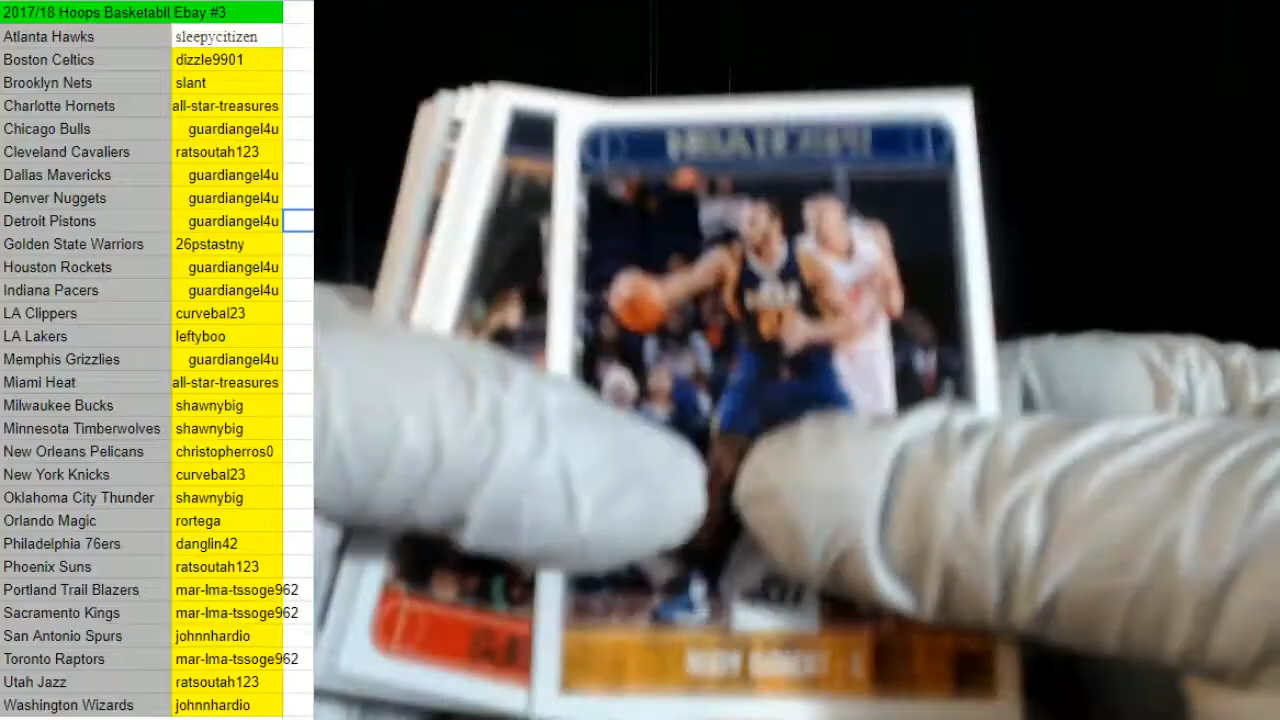 2017/18 Hoops Basketabll Ebay #3
Atlanta Hawks sleepycitizen
Boston Celtics dizzle9901
Brooklyn Nets slant
Charlotte Hornets all-star-treasures
Chicago Bulls guardiangel4u
Cleveland Cavaliers ratsoutah123
Dallas Mavericks guardiangel4u
Denver Nuggets guardiangel4u
Detroit Pistons guardiangel4u
Golden State Warriors 26pstastny
Houston Rockets guardiangel4u
Indiana Pacers guardiangel4u
LA Clippers curvebal23
LA Lakers leftyboo
Memphis Grizzlies guardiangel4u
Miami Heat all-star-treasures
Milwaukee Bucks shawnybig
Minnesota Timberwolves shawnybig
New Orleans Pelicans christopherros0
New York Knicks curvebal23
Oklahoma City Thunder shawnybig
Orlando Magic rortega
Philadelphia 76ers danglin42
Phoenix Suns ratsoutah123
Portland Trail Blazers mar-lma-tssoge962
Sacramento Kings mar-lma-tssoge962
San Antonio Spurs johnnhardio
Toronto Raptors mar-lma-tssoge962
Utah Jazz ratsoutah123
Washington Wizards johnnhardio